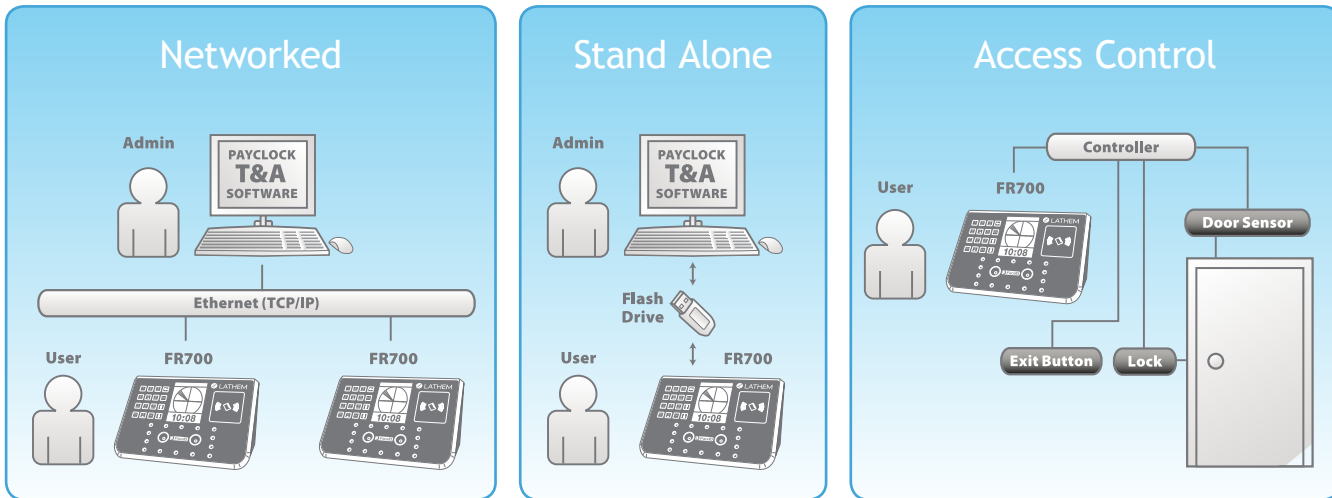 Networked
Admin
PAYCLOCK
T&A
SOFTWARE
Ethernet (TCP/IP)
User
FR700
FR700
LATHEM
10:08
LATHEM
10:08
Stand Alone
Admin
PAYCLOCK
T&A
SOFTWARE
Flash
Drive
User
FR700
LATHEM
10:08
Access Control
Controller
User
FR700
LATHEM
10:08
Door Sensor
Exit Button
Lock